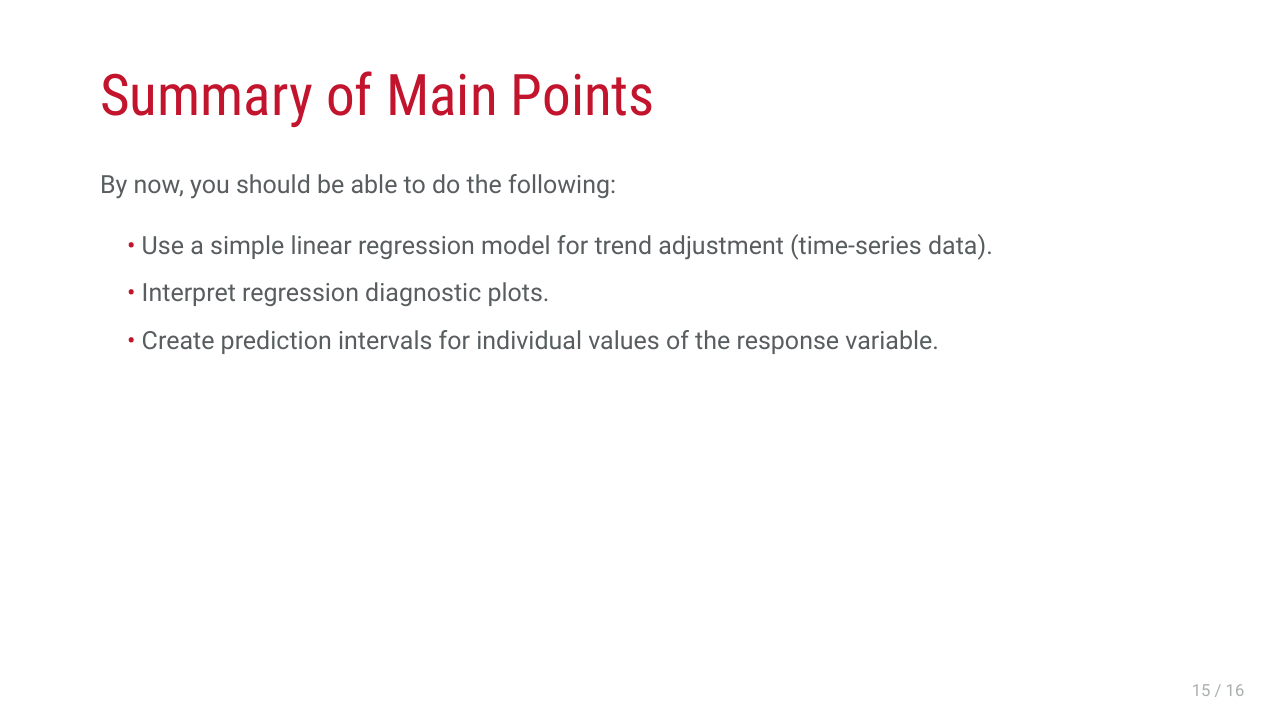 Summary of Main Points
By now, you should be able to do the following:
• Use a simple linear regression model for trend adjustment (time-series data).
• Interpret regression diagnostic plots.
• Create prediction intervals for individual values of the response variable.
15 / 16